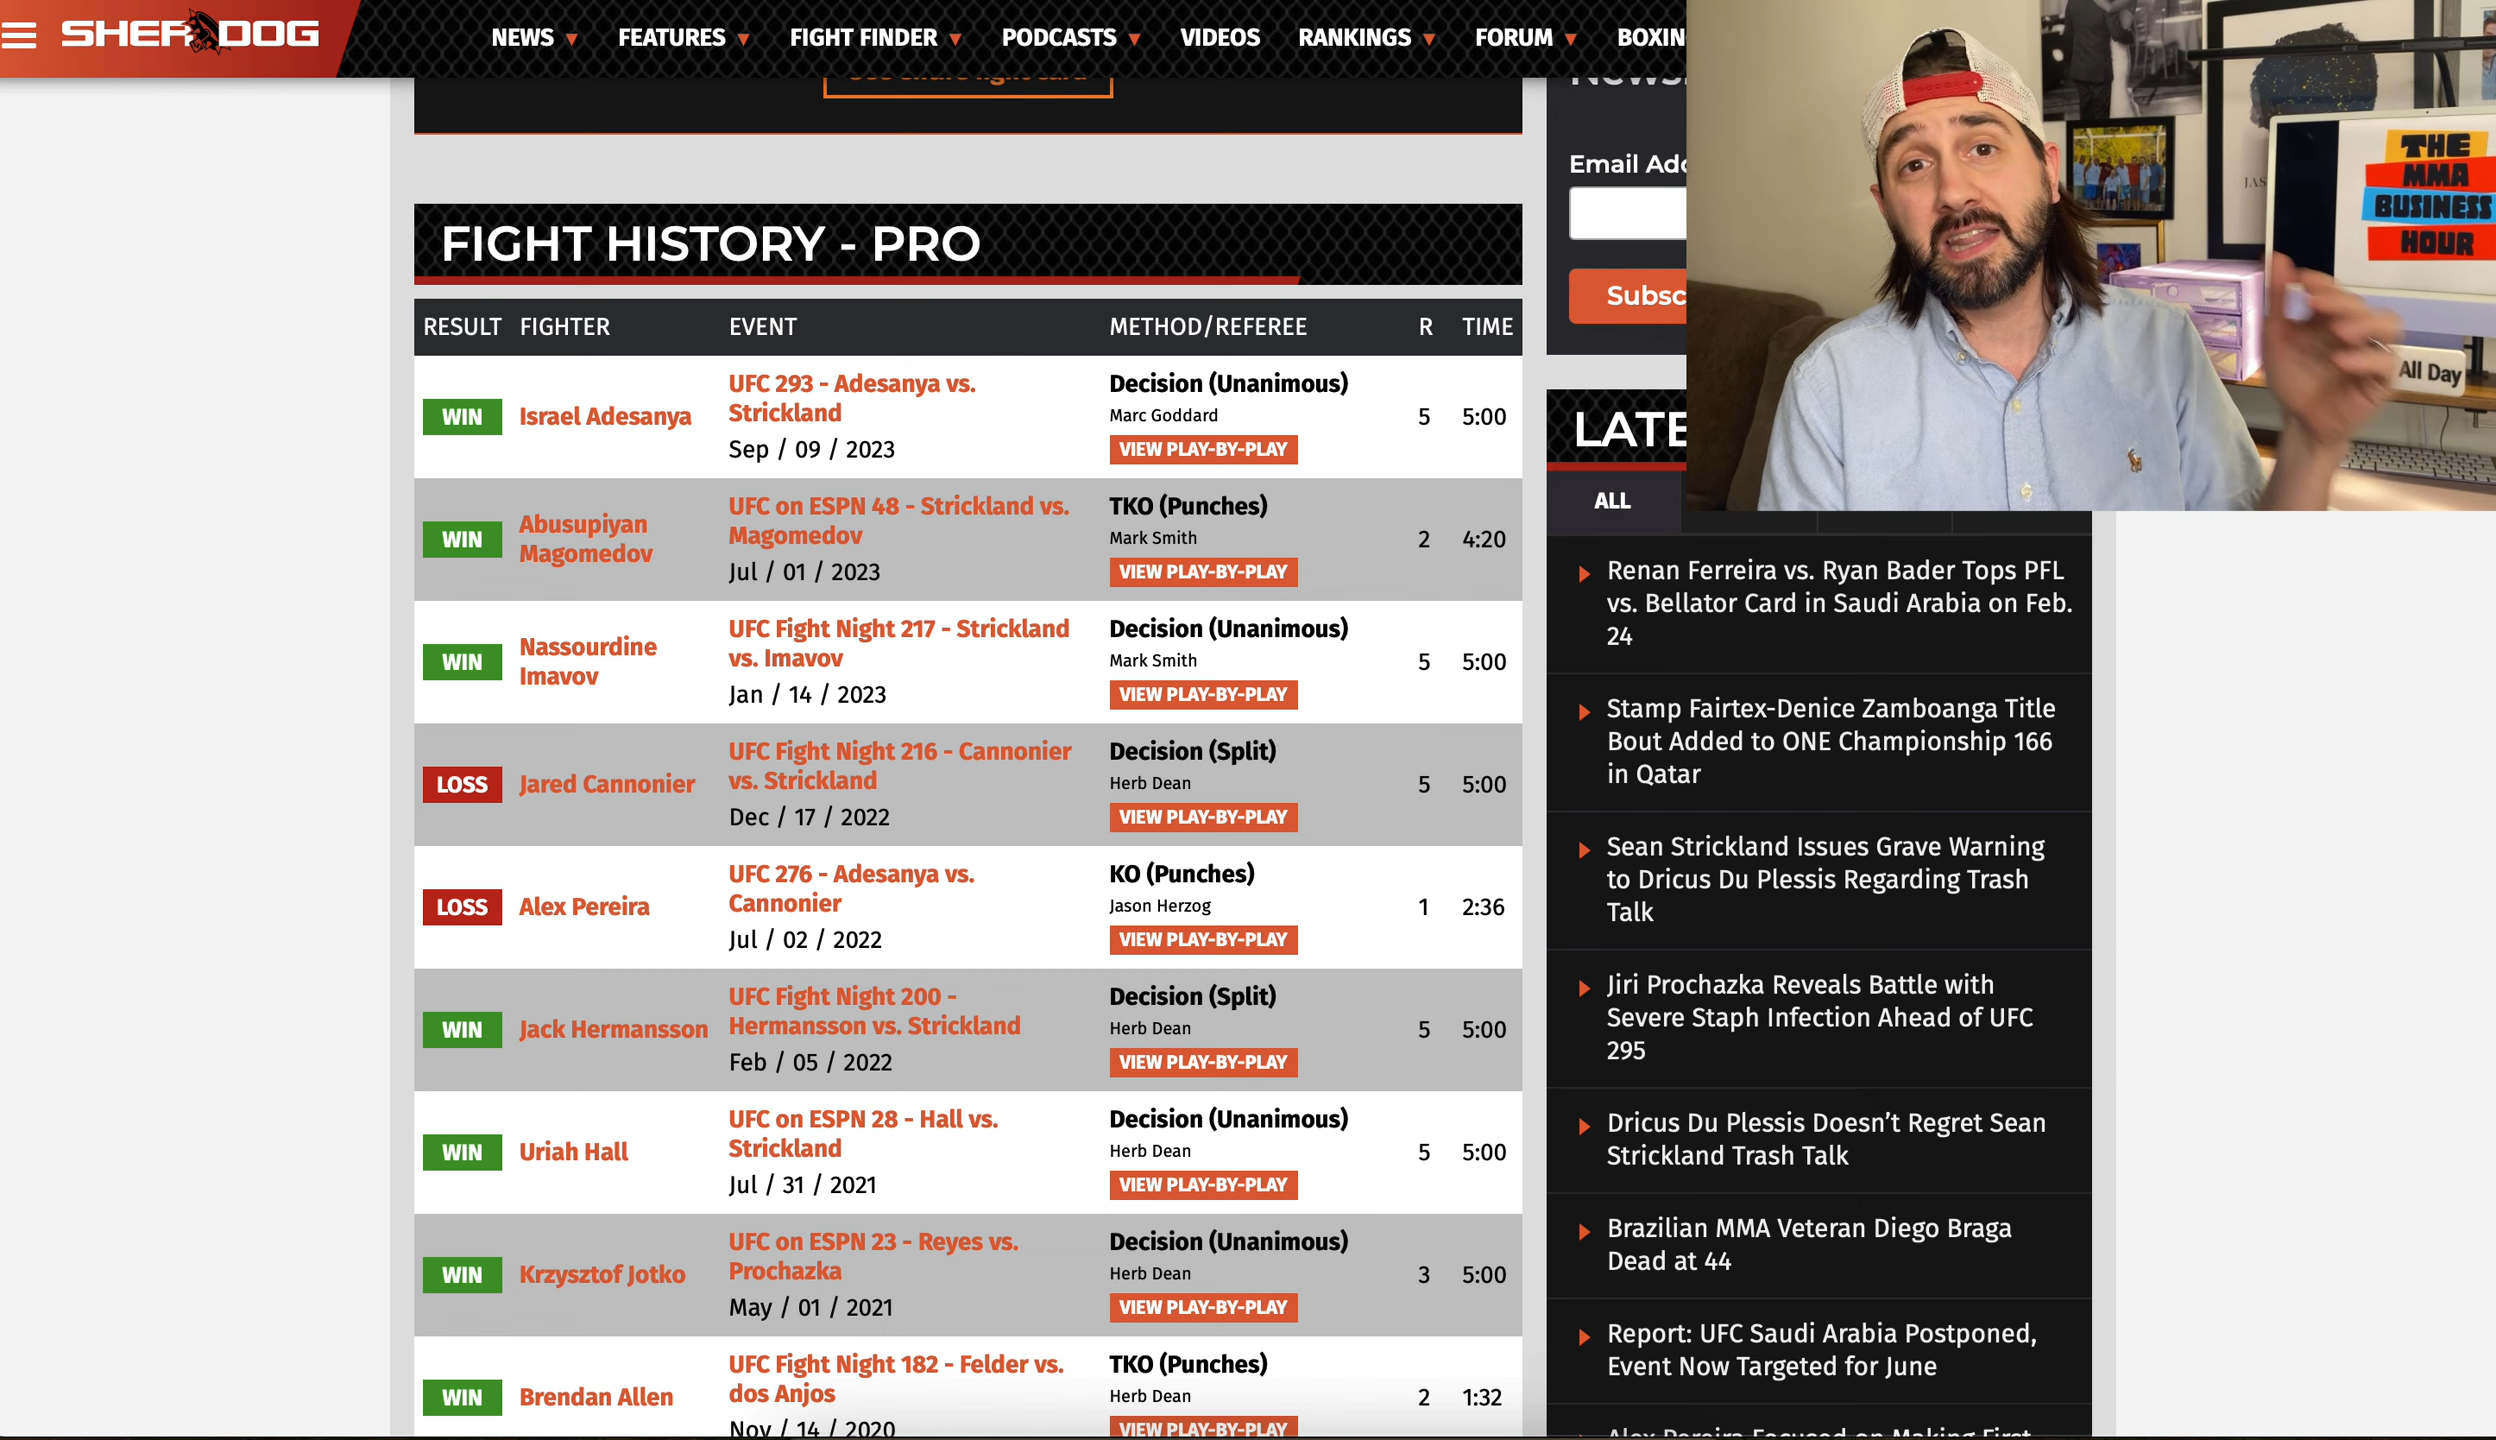 SHERDOG
NEWS
FEATURES
FIGHT FINDER
PODCASTS
VIDEOS
RANKINGS
FORUM
FIGHT HISTORY - PRO
RESULT FIGHTER EVENT METHOD/REFEREE R TIME
WIN
Israel Adesanya
UFC 293 - Adesanya vs.
Strickland
Sep / 09 / 2023
Decision (Unanimous)
Marc Goddard
VIEW PLAY-BY-PLAY
5
5:00
WIN
Abusupiyan
Magomedov
UFC on ESPN 48 - Strickland vs.
Magomedov
Jul / 01 / 2023
TKO (Punches)
Mark Smith
VIEW PLAY-BY-PLAY
2
4:20
WIN
Nassourdine
Imavov
UFC Fight Night 217 - Strickland
vs. Imavov
Jan / 14 / 2023
Decision (Unanimous)
Mark Smith
VIEW PLAY-BY-PLAY
5
5:00
LOSS
Jared Cannonier
UFC Fight Night 216 - Cannonier
vs. Strickland
Dec / 17 / 2022
Decision (Split)
Herb Dean
VIEW PLAY-BY-PLAY
5
5:00
LOSS
Alex Pereira
UFC 276 - Adesanya vs.
Cannonier
Jul / 02 / 2022
KO (Punches)
Jason Herzog
VIEW PLAY-BY-PLAY
1
2:36
WIN
Jack Hermansson
UFC Fight Night 200 -
Hermansson vs. Strickland
Feb / 05 / 2022
Decision (Split)
Herb Dean
VIEW PLAY-BY-PLAY
5
5:00
WIN
Uriah Hall
UFC on ESPN 28 - Hall vs.
Strickland
Jul / 31 / 2021
Decision (Unanimous)
Herb Dean
VIEW PLAY-BY-PLAY
5
5:00
WIN
Krzysztof Jotko
UFC on ESPN 23 - Reyes vs.
Prochazka
May / 01 / 2021
Decision (Unanimous)
Herb Dean
VIEW PLAY-BY-PLAY
3
5:00
WIN
Brendan Allen
UFC Fight Night 182 - Felder vs.
dos Anjos
Nov / 14 / 2020
TKO (Punches)
Herb Dean
VIEW PLAY-BY-PLAY
2
1:32
Email
THE
MMA
BUSINESS
HOUR
All Day
ALL
Renan Ferreira vs. Ryan Bader Tops PFL
vs. Bellator Card in Saudi Arabia on Feb.
24
Stamp Fairtex-Denice Zamboanga Title
Bout Added to ONE Championship 166
in Qatar
Sean Strickland Issues Grave Warning
to Dricus Du Plessis Regarding Trash
Talk
Jiri Prochazka Reveals Battle with
Severe Staph Infection Ahead of UFC
295
Dricus Du Plessis Doesn’t Regret Sean
Strickland Trash Talk
Brazilian MMA Veteran Diego Braga
Dead at 44
Report: UFC Saudi Arabia Postponed,
Event Now Targeted for June